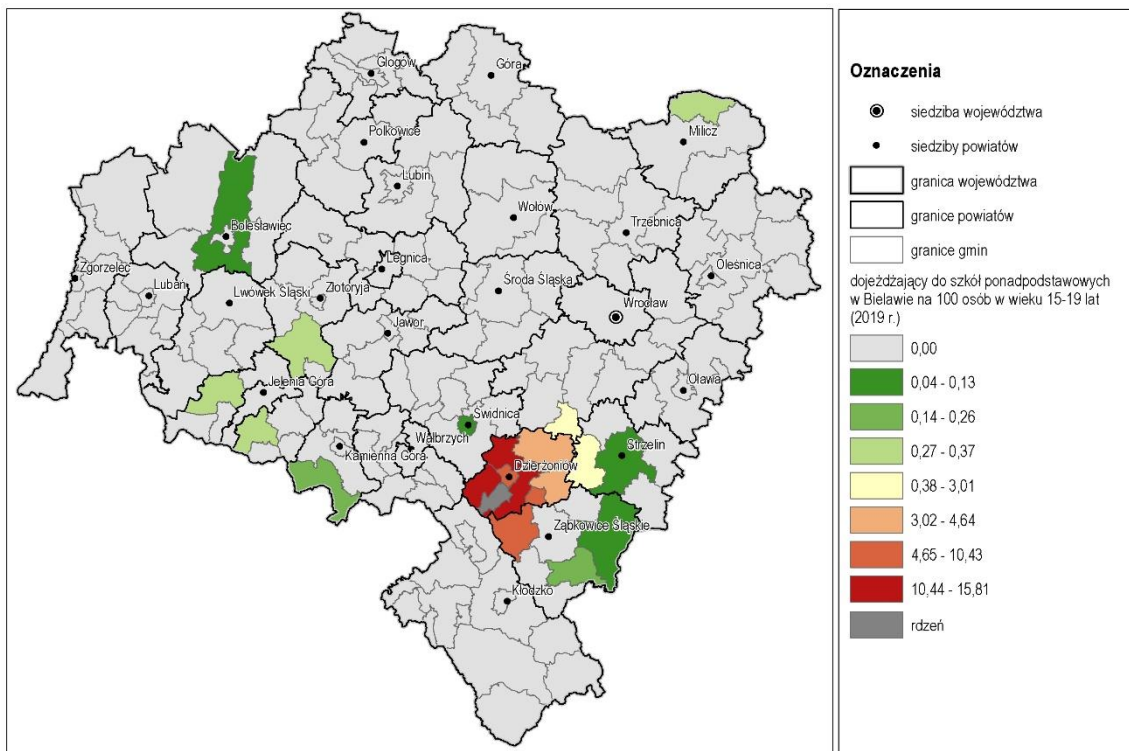 Głogów
Góra
Polkowice
Milicz
Lubin
Wołów
Trzebnica
Bolesławiec
Zgorzelec
Legnica
Oleśnica
Lubań
Lwówek Śląski
Złotoryja
Środa Śląska
Wrocław
Jawor
Jelenia Góra
Oława
Świdnica
Wałbrzych
Strzelin
Kamienna Góra
Dzierżoniów
Ząbkowice Śląskie
Kłodzko
Oznaczenia
siedziba województwa
siedziby powiatów
granica województwa
granice powiatów
granice gmin
dojeżdżający do szkół ponadpodstawowych
w Bielawie na 100 osób w wieku 15-19 lat
(2019 r.)
0,00
0,04 - 0,13
0,14 - 0,26
0,27 - 0,37
0,38 - 3,01
3,02 - 4,64
4,65 - 10,43
10,44 - 15,81
rdzeń